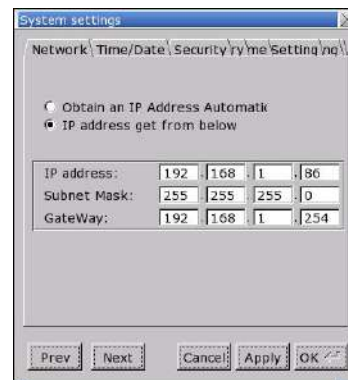 System settings
Network Time/Date Security ry me Setting ng
Obtain an IP Address Automatic
IP address get from below
IP address: 192 . 168 . 1 . 86
Subnet Mask: 255 . 255 . 255 . 0
GateWay: 192 . 168 . 1 . 254
Prev Next Cancel Apply OK